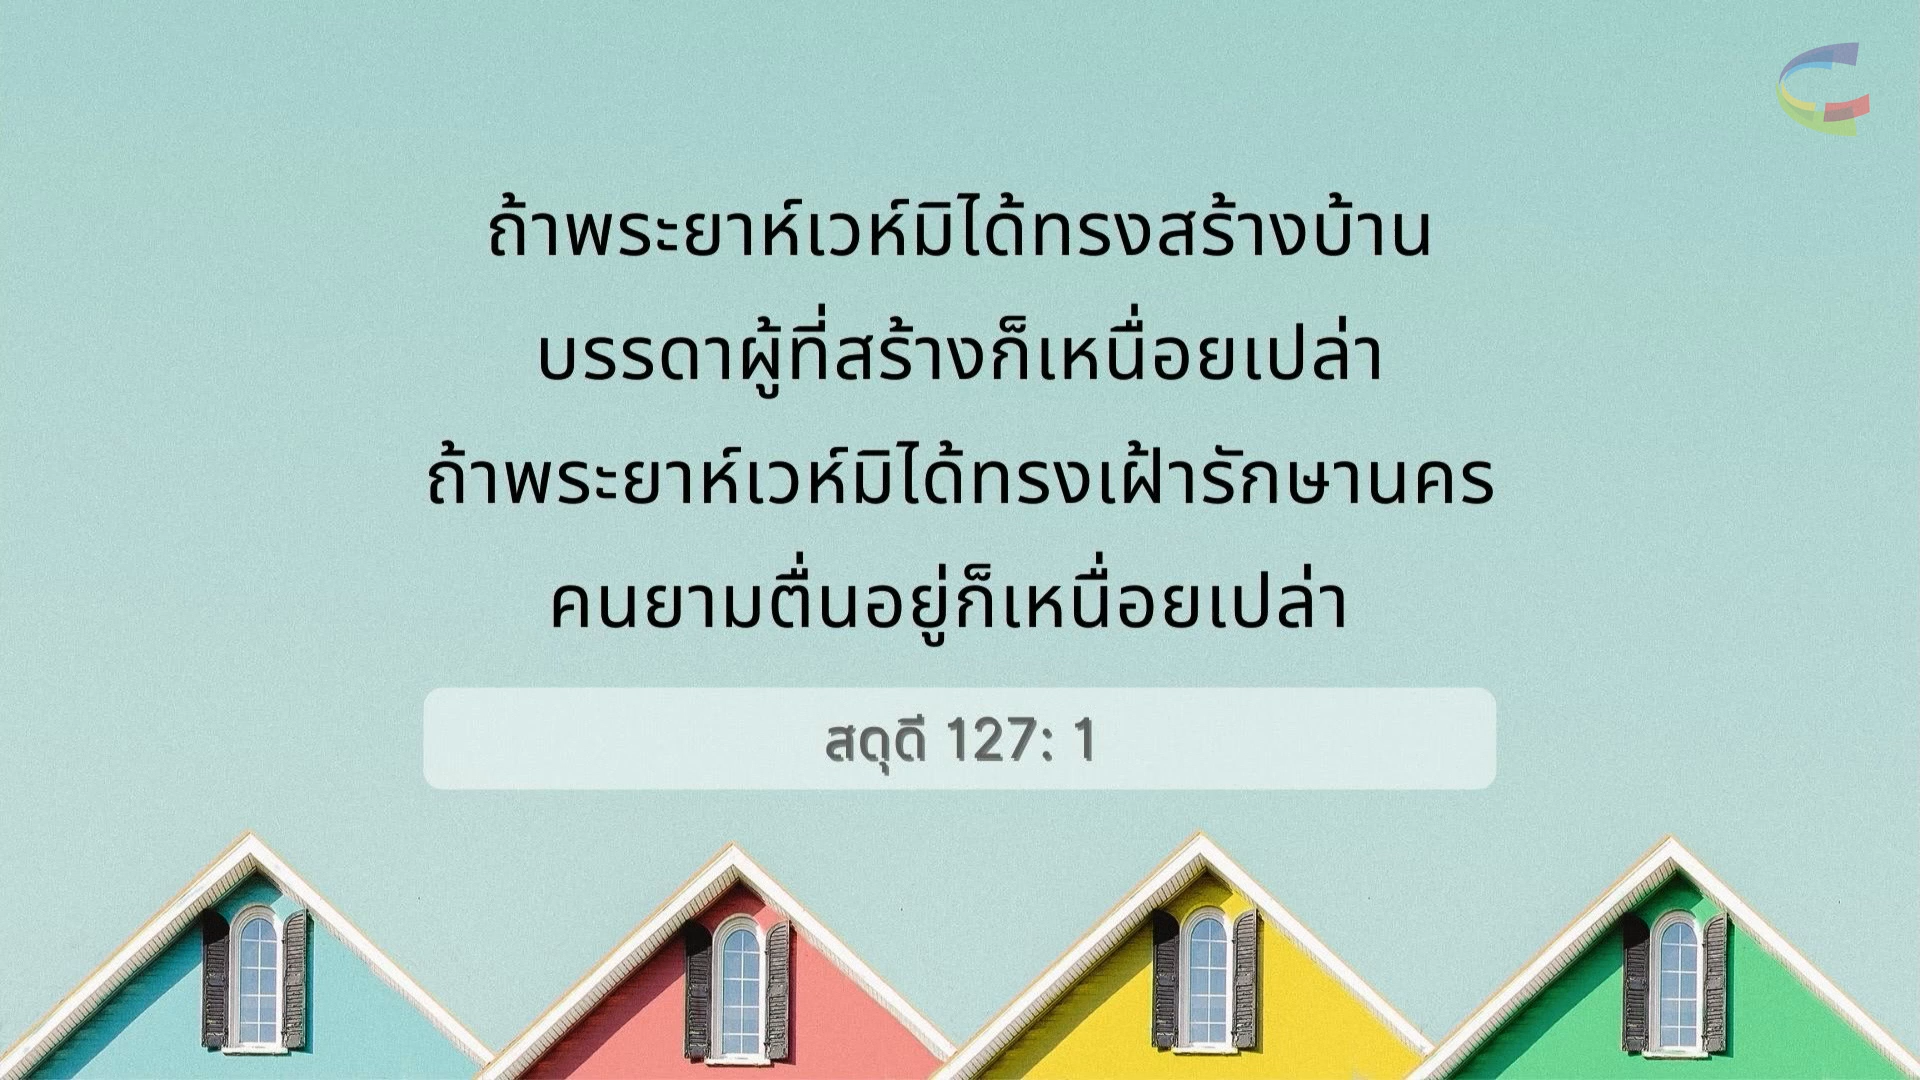 ถ้าพระยาห์เวห์มิได้ทรงสร้างบ้าน
บรรดาผู้ที่สร้างก็เหนื่อยเปล่า
ถ้าพระยาห์เวห์มิได้ทรงเฝ้ารักษานคร
คนยามตื่นอยู่ก็เหนื่อยเปล่า
สดุดี 127: 1